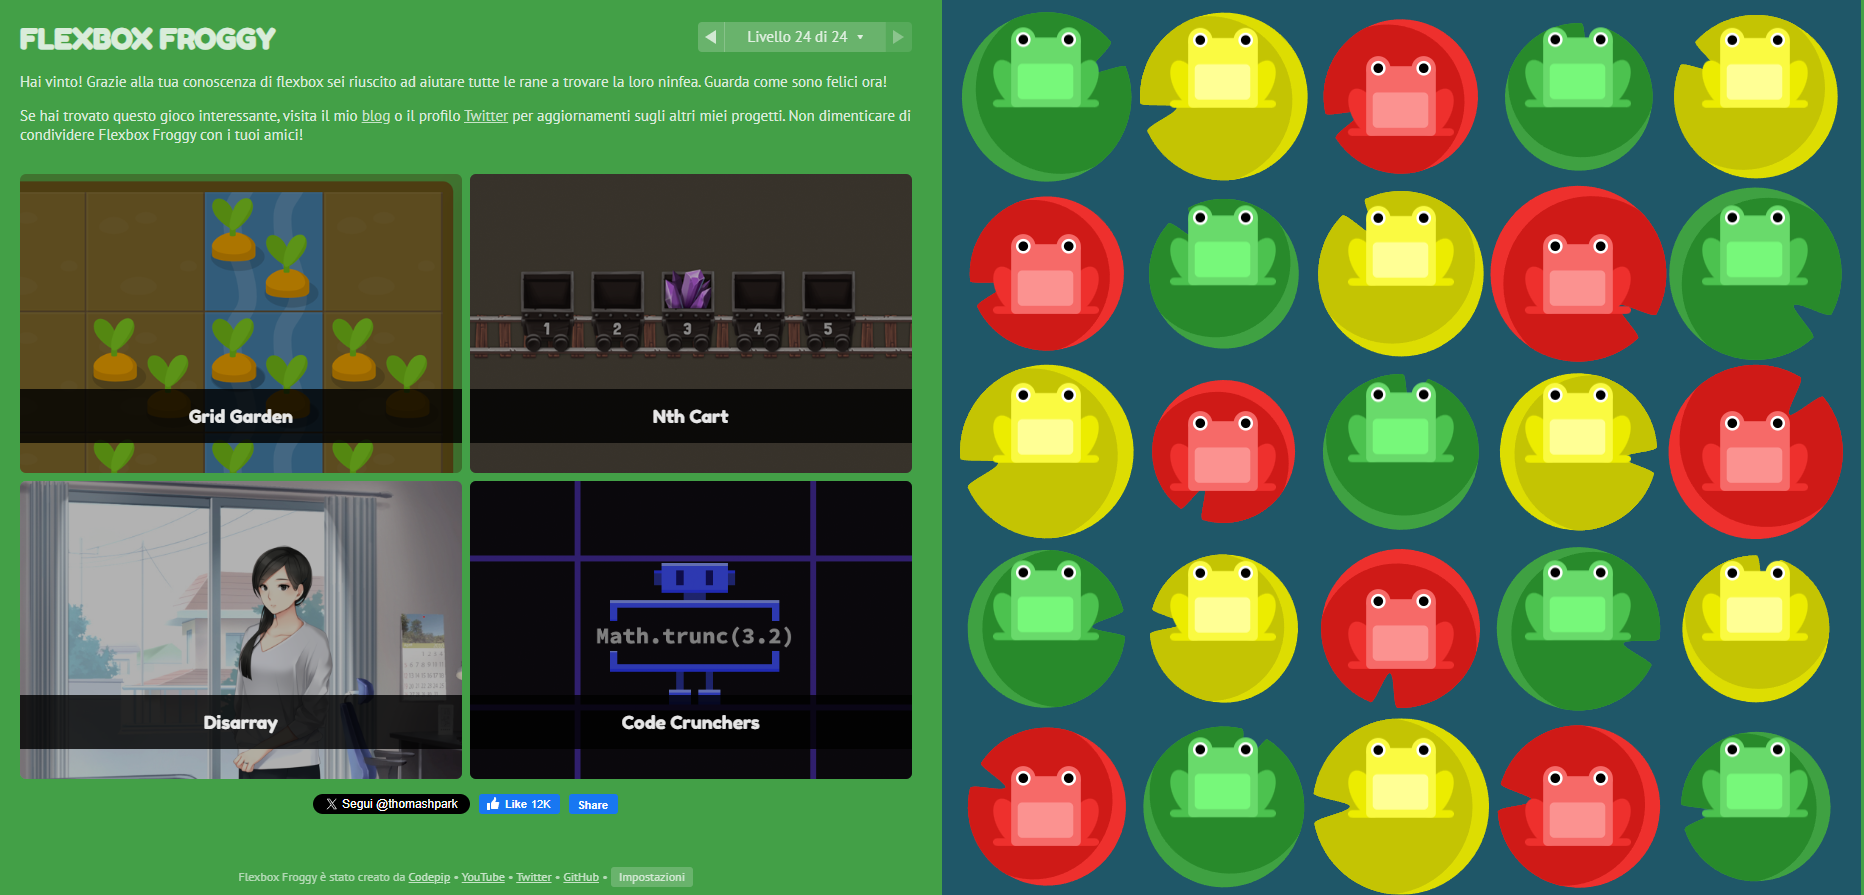 FLEXBOX FROGGY
Livello 24 di 24
Hai vinto! Grazie alla tua conoscenza di flexbox sei riuscito ad aiutare tutte le rane a trovare la loro ninfea. Guarda come sono felici ora!
Se hai trovato questo gioco interessante, visita il mio blog o il profilo Twitter per aggiornamenti sugli altri miei progetti. Non dimenticare di
condividere Flexbox Froggy con i tuoi amici!
1 2 3 4 5
Grid Garden
Nth Cart
Math.trunc(3.2)
Disarray
Code Crunchers
Segui @thomashpark
Like 12K
Share
Flexbox Froggy è stato creato da Codepip • YouTube • Twitter • GitHub • Impostazioni